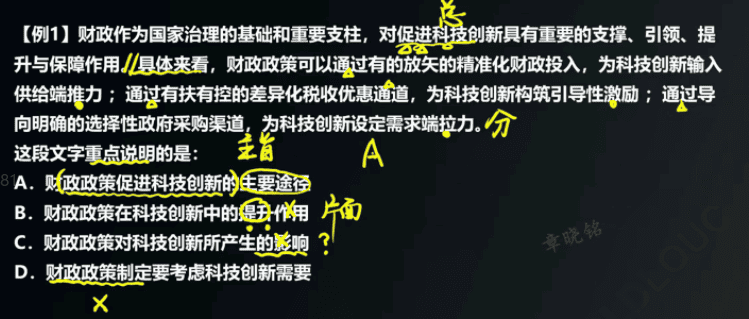 总
【例1】财政作为国家治理的基础和重要支柱，对促进科技创新具有重要的支撑、引领、提
升与保障作用。具体来看，财政政策可以通过有的放矢的精准化财政投入，为科技创新输入
供给端推力；通过有扶有控的差异化税收优惠通道，为科技创新构筑引导性激励；通过导
向明确的选择性政府采购渠道，为科技创新设定需求端拉力。分
这段文字重点说明的是： 主旨 A
A．财政政策促进科技创新的主要途径
B．财政政策在科技创新中的提升作用 × 片面
C．财政政策对科技创新所产生的影响 ？
D．财政政策制定要考虑科技创新需要
×
章晓铭